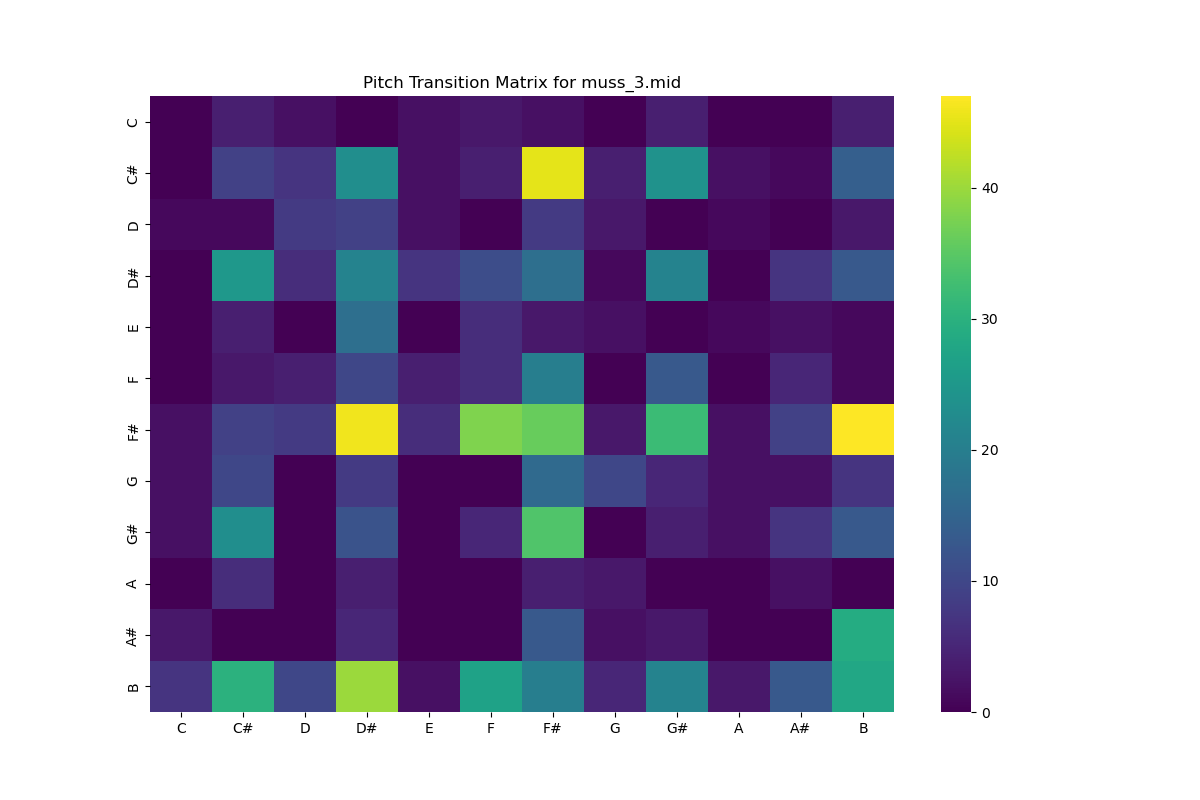 Pitch Transition Matrix for muss_3.mid
C
C#
D
D#
E
F
F#
G
G#
A
A#
B
C C# D D# E F F# G G# A A# B
40
30
20
10
0